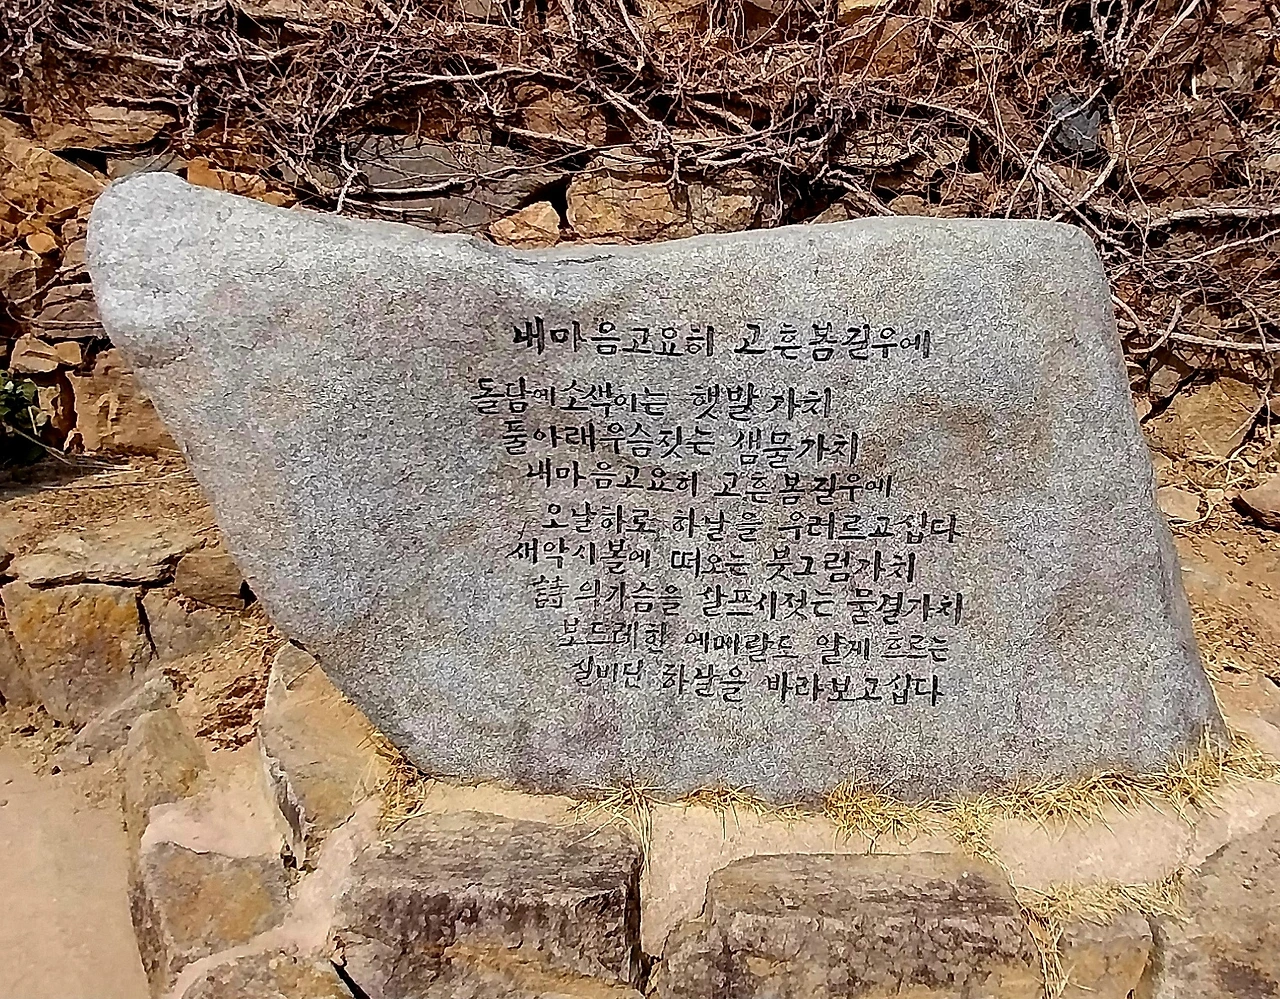 내마음고요히 고흔봄길우에
돌담에소색이는 햇발가치
풀아래우슴짓는 샘물가치
내마음고요히 고흔봄길우에
오날하로 하날을 우러르고십다
새악시볼에 떠오는 붓그럼가치
詩의가슴을 살프시젓는 물결가치
보드레한 에메랄드 얄게 흐르는
실비단 하날을 바라보고십다